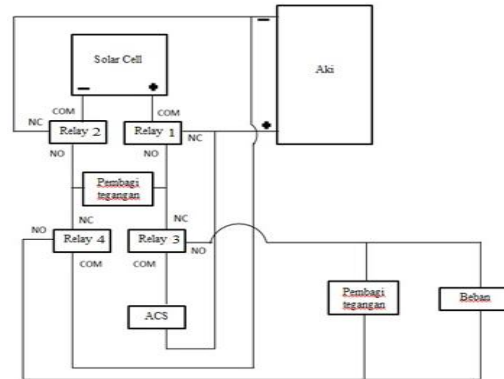 Solar Cell
Aki
COM
COM
NC
Relay 2
Relay 1
NC
NO
NO
Pembagi
tegangan
NO
NC
NC
Relay 4
Relay 3
NO
COM
COM
ACS
Pembagi
tegangan
Beban